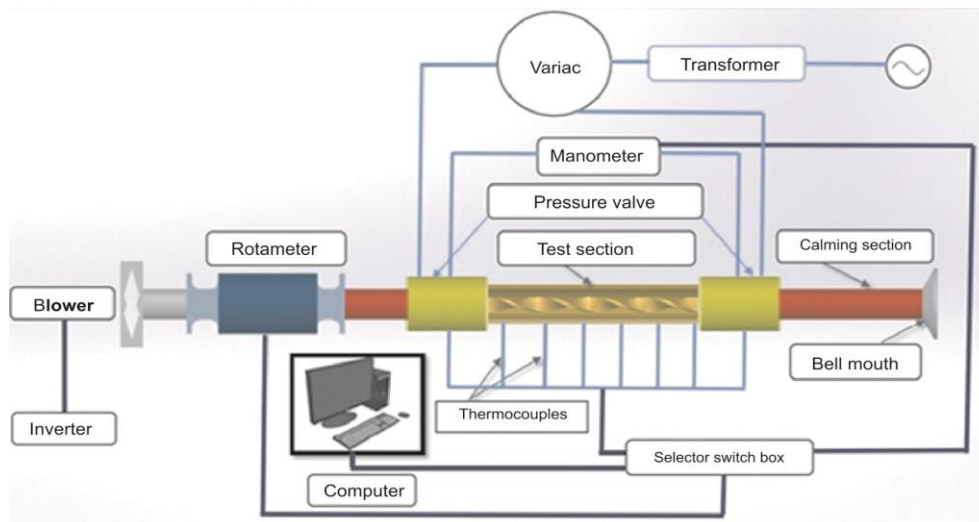 Variac
Transformer
Manometer
Pressure valve
Rotameter
Test section
Calming section
Blower
Bell mouth
Thermocouples
Inverter
Selector switch box
Computer